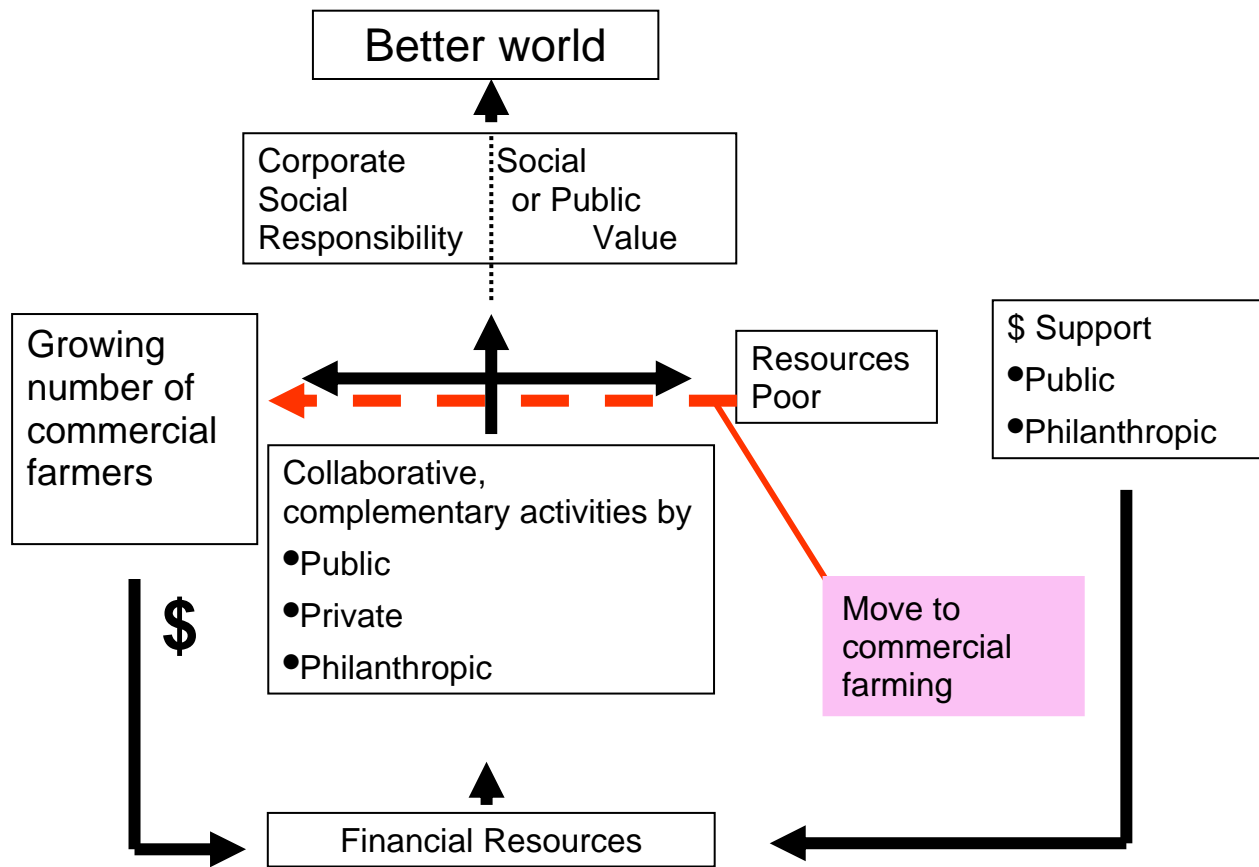 Better world
Corporate
Social
Responsibility
Social
or Public
Value
Growing
number of
commercial
farmers
Resources
Poor
$ Support
•Public
•Philanthropic
Collaborative,
complementary activities by
•Public
•Private
•Philanthropic
$
Move to
commercial
farming
Financial Resources